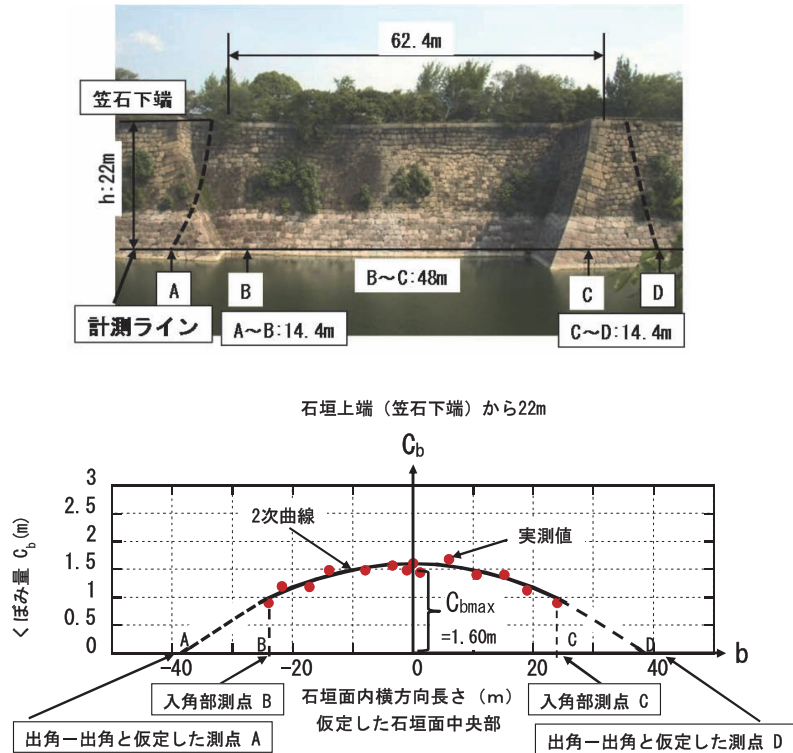 62.4m
笠石下端
h:22m
A
B
B～C:48m
C
D
計測ライン
A～B:14.4m
C～D:14.4m
石垣上端（笠石下端）から22m
Cb
くぼみ量 Cb(m)
3
2.5
2
1.5
1
0.5
0
2次曲線
実測値
Cbmax
=1.60m
A
B
C
D
-40
-20
0
20
40
b
入角部測点 B
石垣面内横方向長さ（m）
仮定した石垣面中央部
入角部測点 C
出角ー出角と仮定した測点 A
出角ー出角と仮定した測点 D